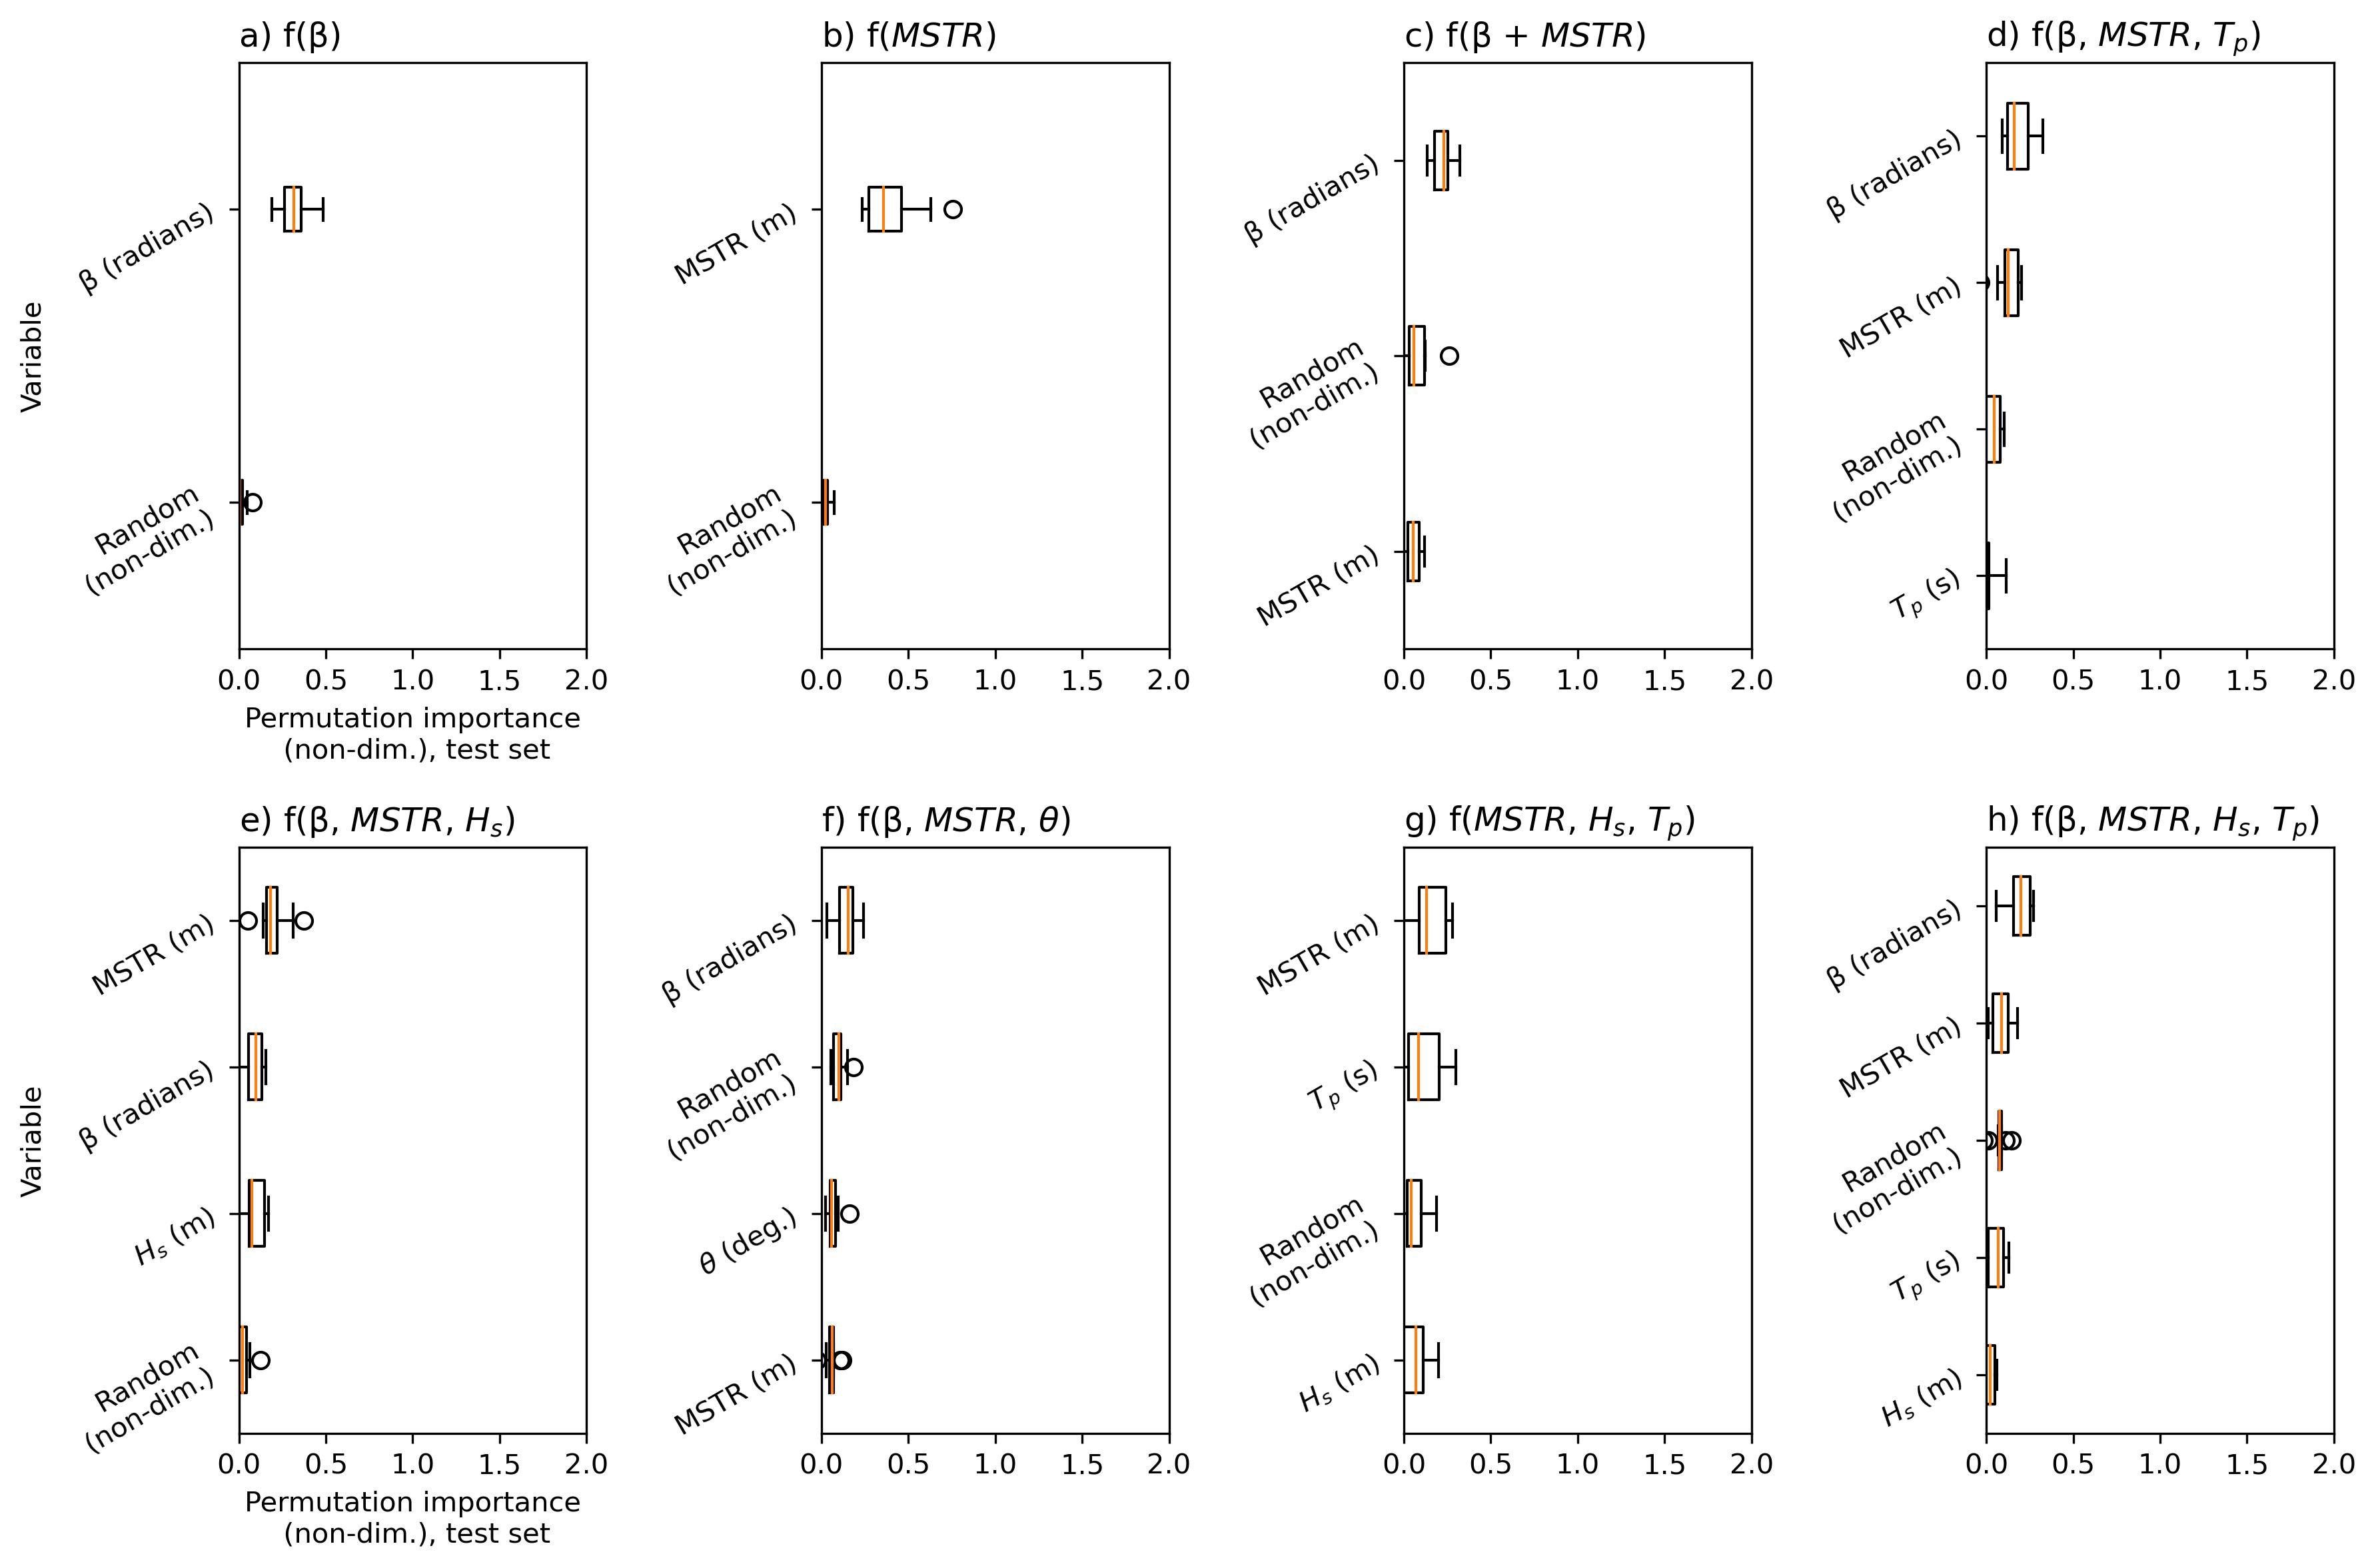 a) f(β)
Variable
β (radians)
Random
(non-dim.)
0.0 0.5 1.0 1.5 2.0
Permutation importance
(non-dim.), test set
b) f(MSTR)
MSTR (m)
Random
(non-dim.)
0.0 0.5 1.0 1.5 2.0
c) f(β + MSTR)
β (radians)
Random
(non-dim.)
MSTR (m)
0.0 0.5 1.0 1.5 2.0
d) f(β, MSTR, Tp)
β (radians)
MSTR (m)
Random
(non-dim.)
Tp (s)
0.0 0.5 1.0 1.5 2.0
e) f(β, MSTR, Hs)
Variable
MSTR (m)
β (radians)
Hs (m)
Random
(non-dim.)
0.0 0.5 1.0 1.5 2.0
Permutation importance
(non-dim.), test set
f) f(β, MSTR, θ)
β (radians)
Random
(non-dim.)
θ (deg.)
MSTR (m)
0.0 0.5 1.0 1.5 2.0
g) f(MSTR, Hs, Tp)
MSTR (m)
Tp (s)
Random
(non-dim.)
Hs (m)
0.0 0.5 1.0 1.5 2.0
h) f(β, MSTR, Hs, Tp)
β (radians)
MSTR (m)
Random
(non-dim.)
Tp (s)
Hs (m)
0.0 0.5 1.0 1.5 2.0